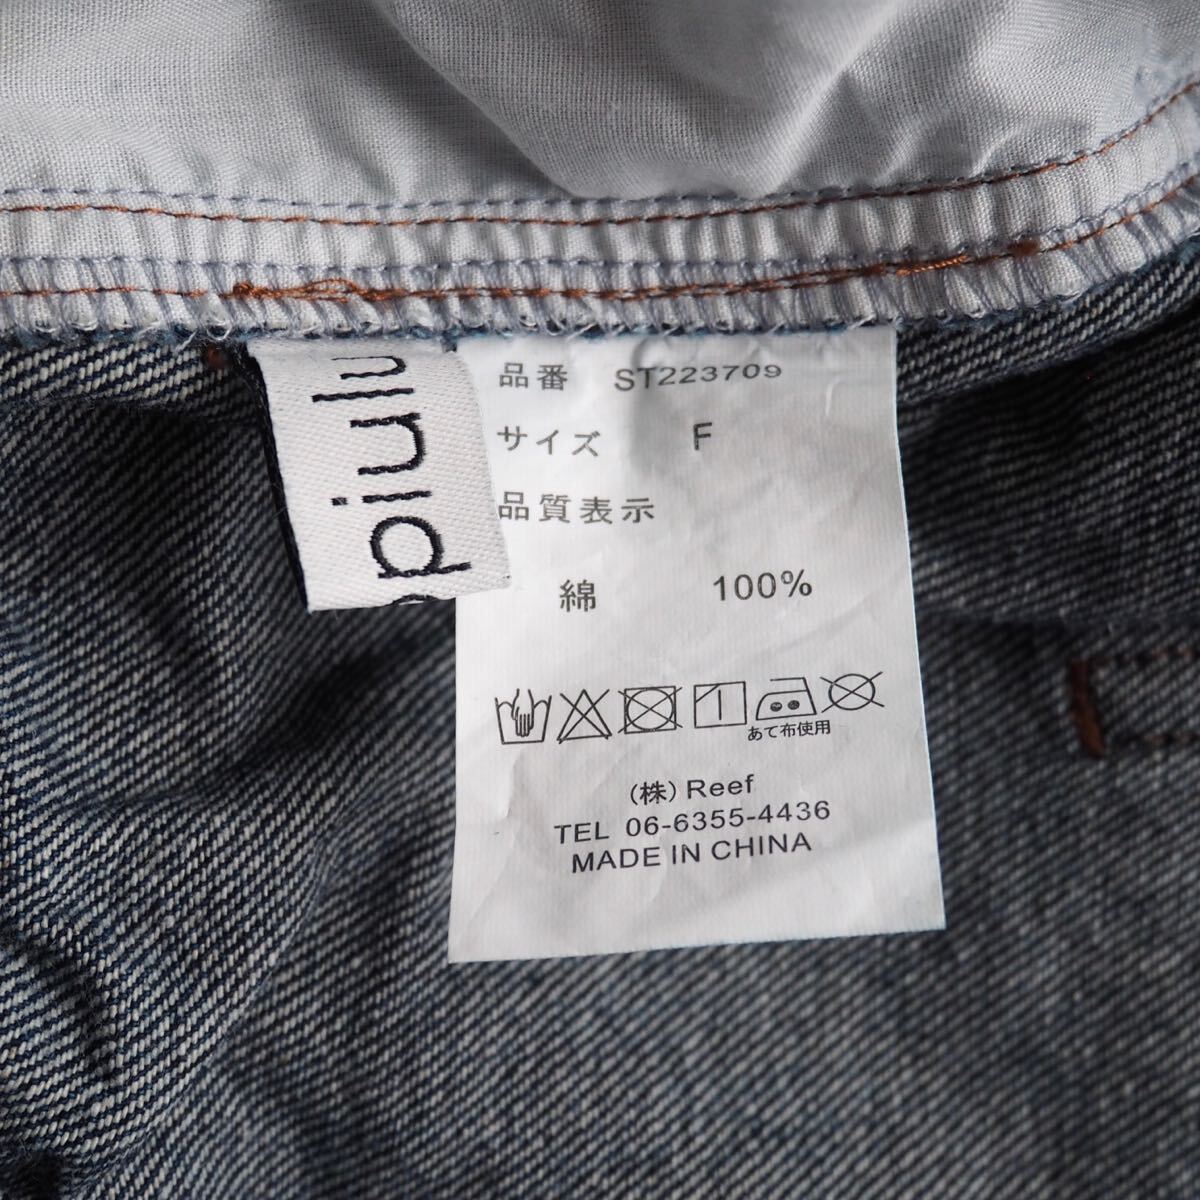 piulu
品番 ST223709
サイズ F
品質表示
綿 100%
あて布使用
(株) Reef
TEL 06-6355-4436
MADE IN CHINA